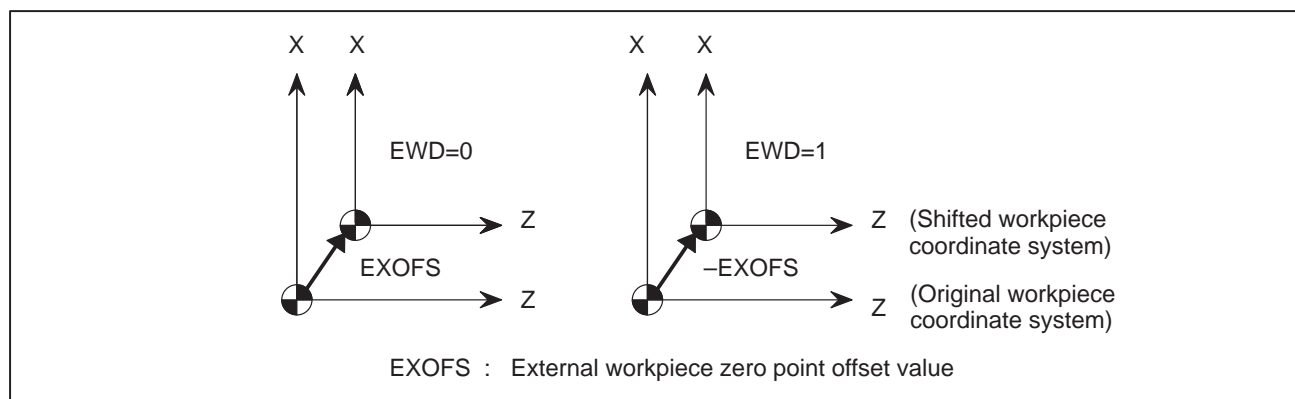 X X
X X
EWD=0
EWD=1
Z
Z (Shifted workpiece
coordinate system)
EXOFS
–EXOFS
Z
Z (Original workpiece
coordinate system)
EXOFS : External workpiece zero point offset value